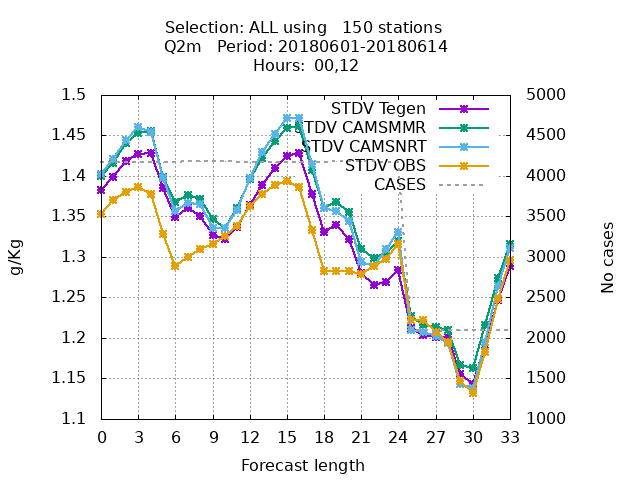 Selection: ALL using   150 stations
Q2m   Period: 20180601-20180614
Hours:  00,12
STDV Tegen
TDV CAMSMMR
STDV CAMSNRT
STDV OBS
CASES
1.5
1.45
1.4
1.35
1.3
1.25
1.2
1.15
1.1
g/Kg
5000
4500
4000
3500
3000
2500
2000
1500
1000
No cases
0 3 6 9 12 15 18 21 24 27 30 33
Forecast length